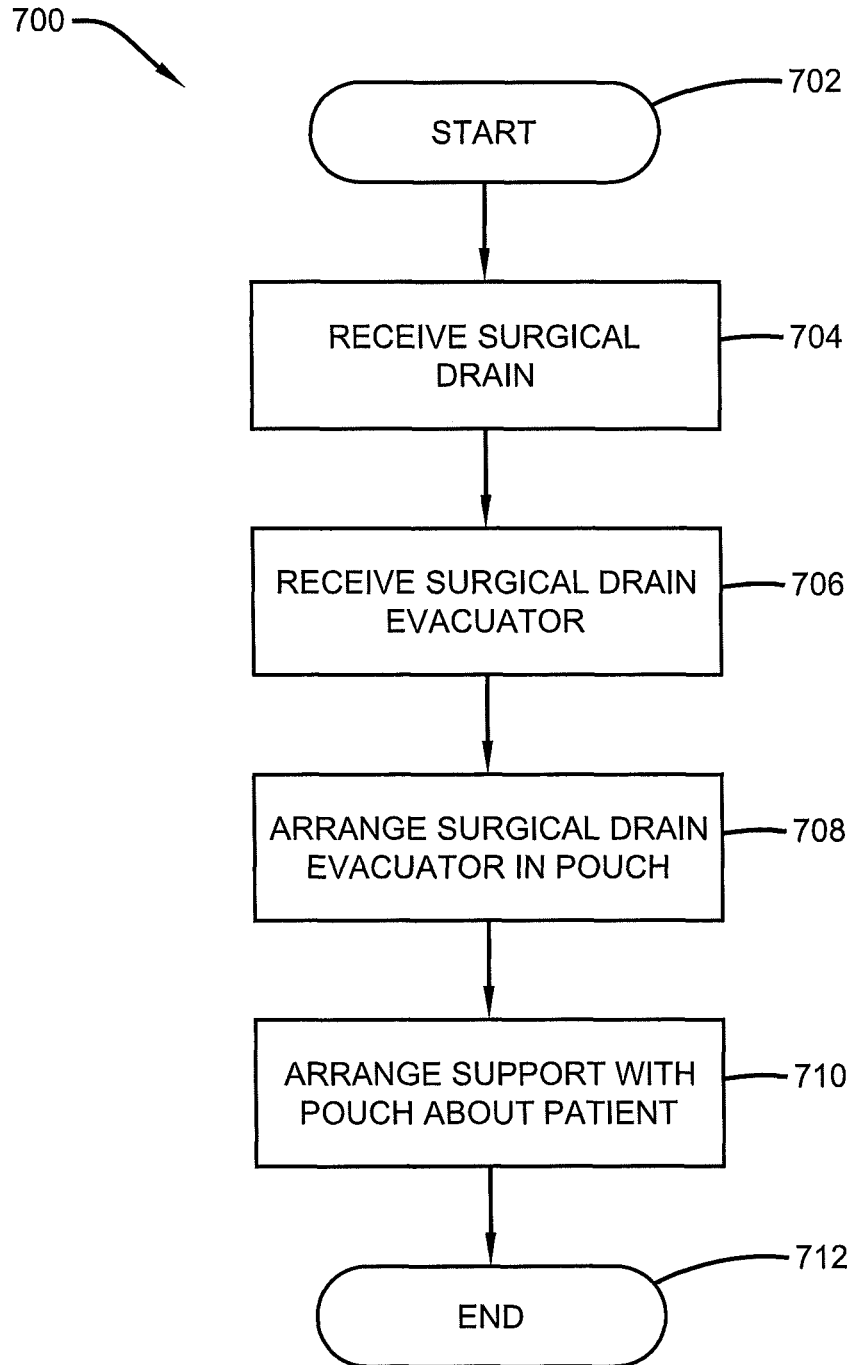 700
702
START
RECEIVE SURGICAL
DRAIN
704
RECEIVE SURGICAL DRAIN
EVACUATOR
706
ARRANGE SURGICAL DRAIN
EVACUATOR IN POUCH
708
ARRANGE SUPPORT WITH
POUCH ABOUT PATIENT
710
712
END